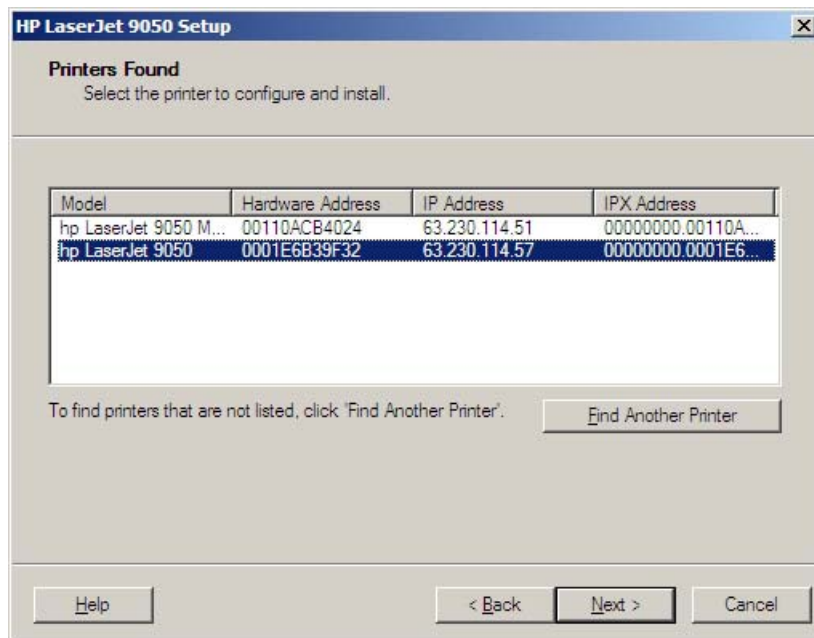 HP LaserJet 9050 Setup
Printers Found
Select the printer to configure and install.
Model Hardware Address IP Address IPX Address
hp LaserJet 9050 M... 00110ACB4024 63.230.114.51 00000000.00110A...
hp LaserJet 9050 0001E6B39F32 63.230.114.57 00000000.0001E6...
To find printers that are not listed, click 'Find Another Printer'. Find Another Printer
Help < Back Next > Cancel